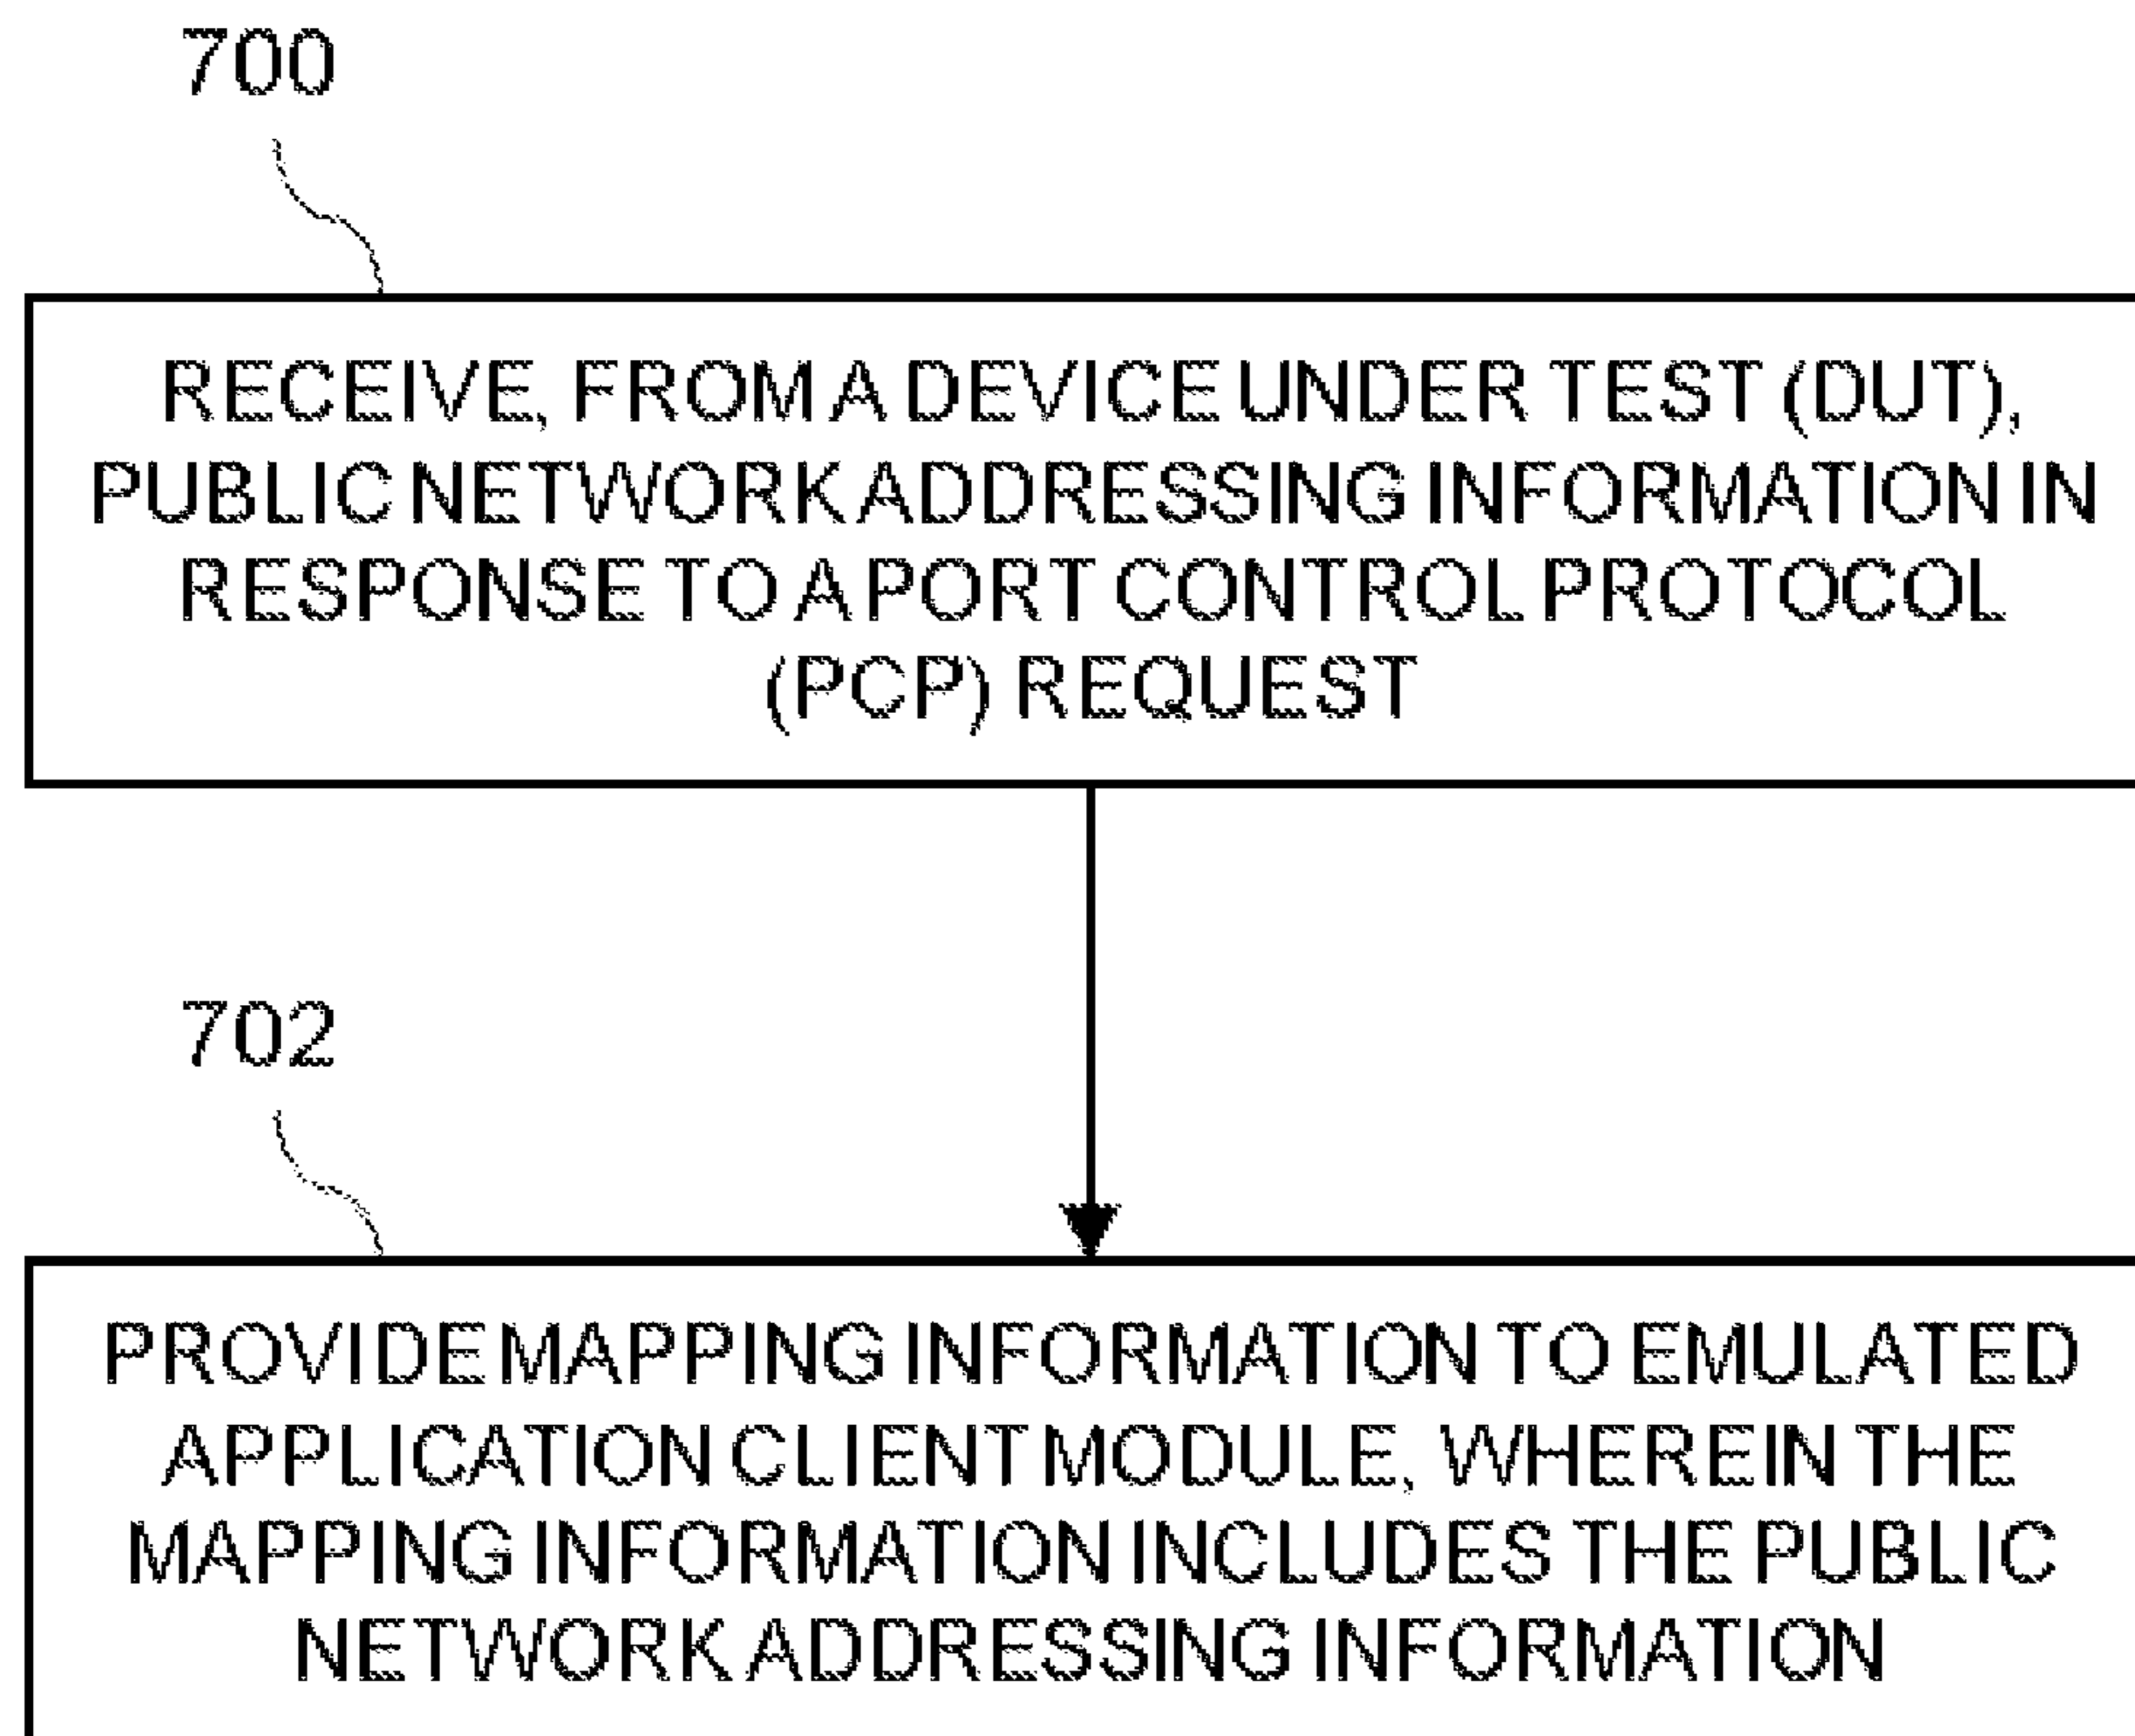 700
RECEIVE, FROM A DEVICE UNDER TEST (DUT),
PUBLIC NETWORK ADDRESSING INFORMATION IN
RESPONSE TO A PORT CONTROL PROTOCOL
(PCP) REQUEST
702
PROVIDE MAPPING INFORMATION TO EMULATED
APPLICATION CLIENT MODULE, WHEREIN THE
MAPPING INFORMATION INCLUDES THE PUBLIC
NETWORK ADDRESSING INFORMATION